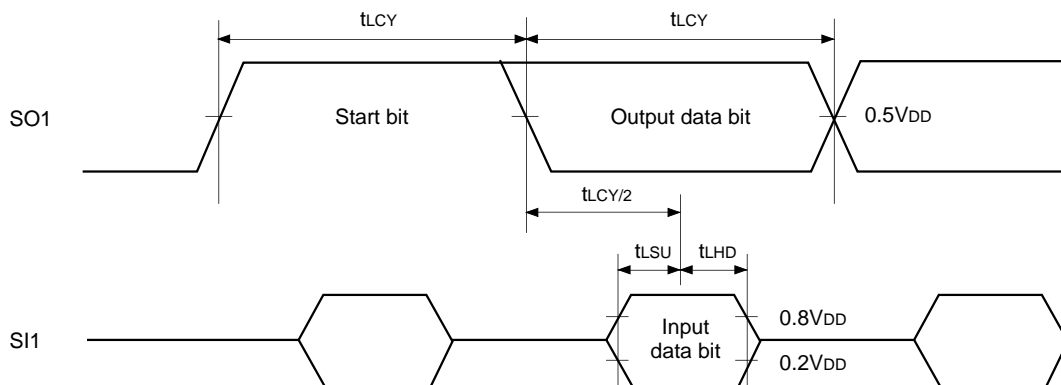 tLCY tLCY
SO1 Start bit Output data bit 0.5VDD
tLCY/2
tLSU tLHD
SI1 Input data bit 0.8VDD
0.2VDD